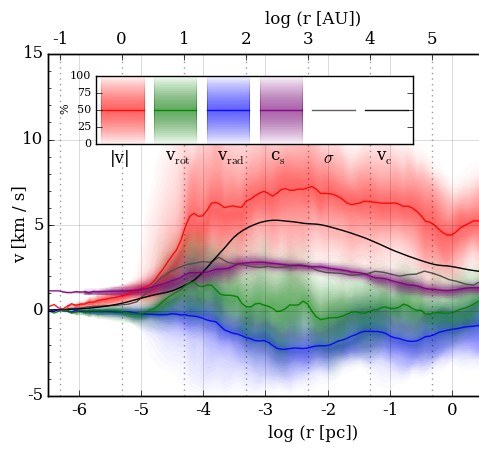 log (r [AU])
-1 0 1 2 3 4 5
15
100
75
50
25
0
%
|v| v_rot v_rad c_s σ v_c
10
5
0
-5
v [km / s]
-6 -5 -4 -3 -2 -1 0
log (r [pc])